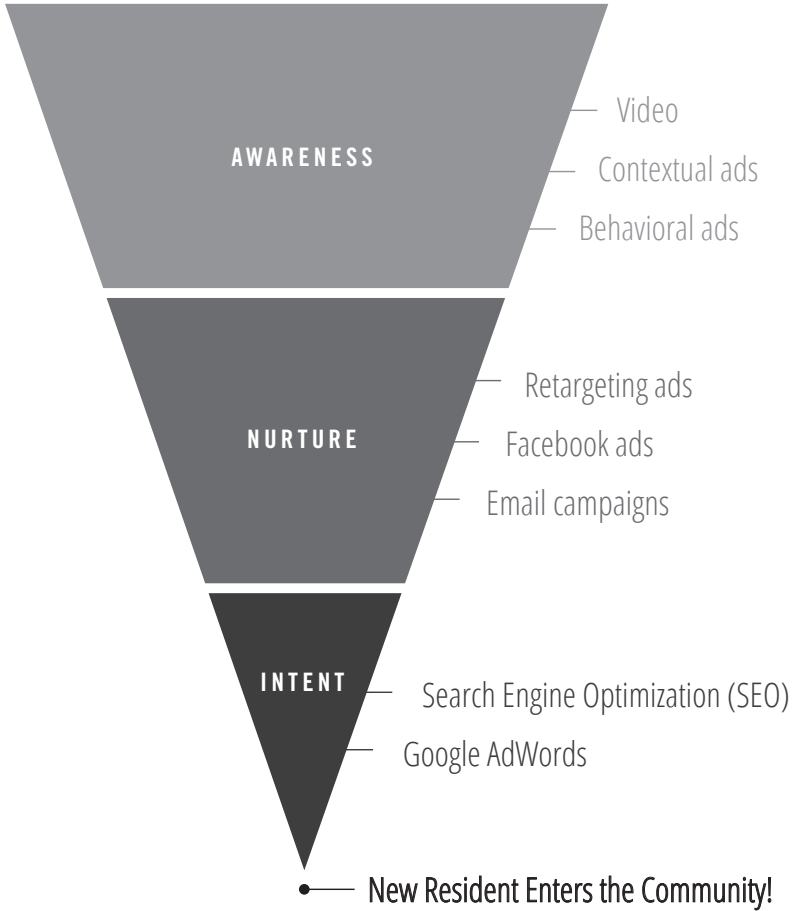 Video
AWARENESS
Contextual ads
Behavioral ads
Retargeting ads
NURTURE
Facebook ads
Email campaigns
INTENT
Search Engine Optimization (SEO)
Google AdWords
New Resident Enters the Community!